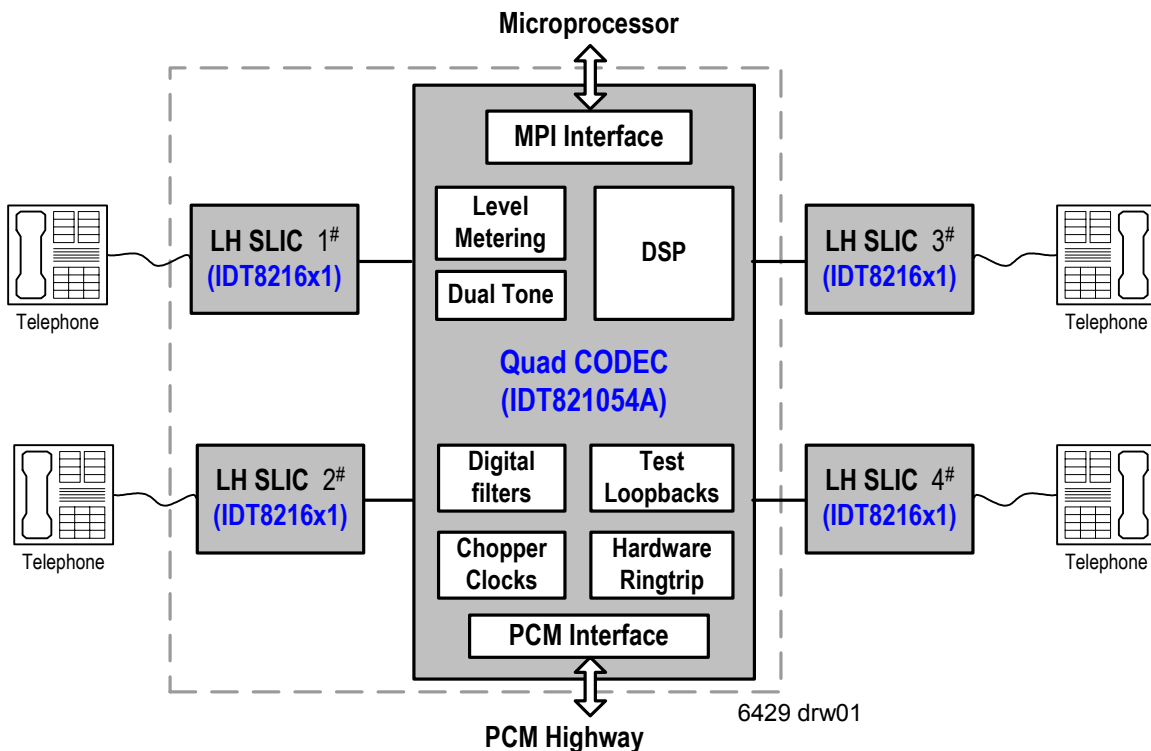 Microprocessor
MPI Interface
Level
Metering
DSP
Dual Tone
LH SLIC 1#
(IDT8216x1)
Telephone
LH SLIC 3#
(IDT8216x1)
Telephone
Quad CODEC
(IDT821054A)
LH SLIC 2#
(IDT8216x1)
Telephone
Digital
filters
Test
Loopbacks
LH SLIC 4#
(IDT8216x1)
Telephone
Chopper
Clocks
Hardware
Ringtrip
PCM Interface
6429 drw01
PCM Highway